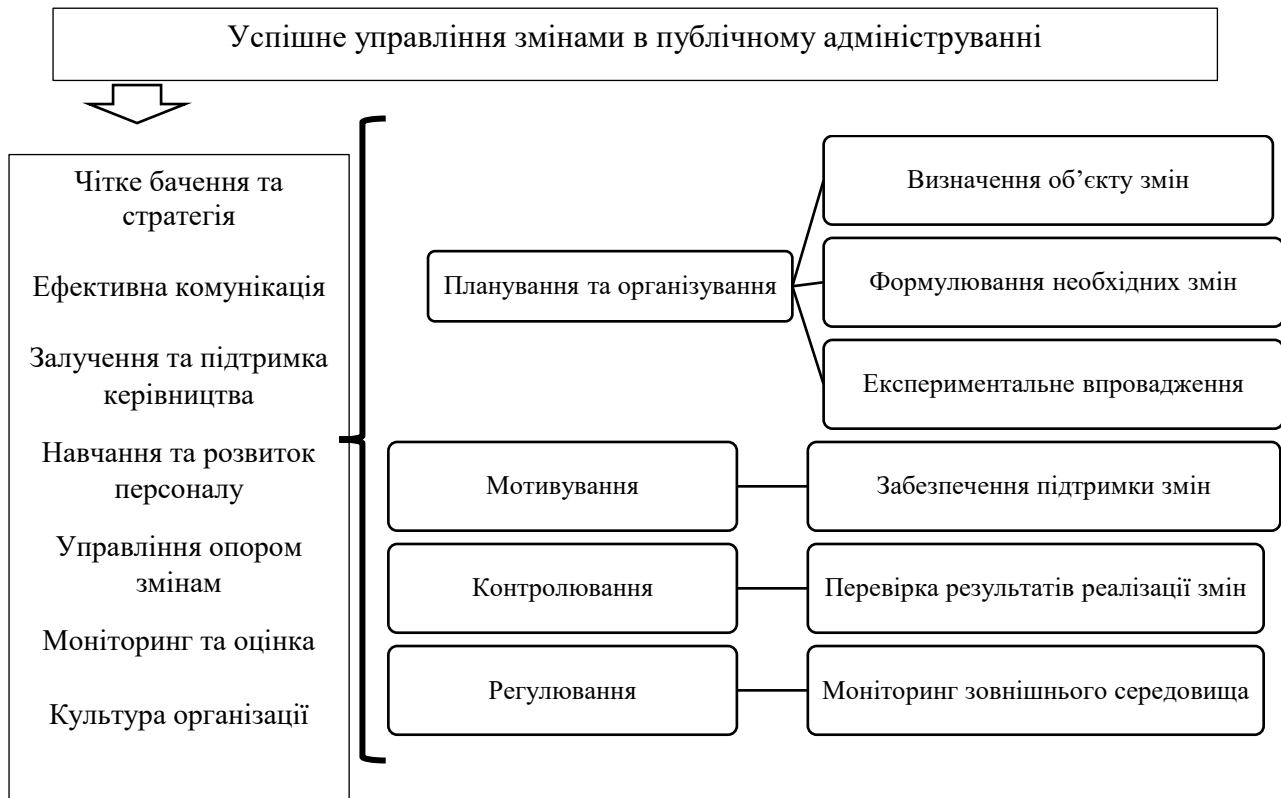 Успішне управління змінами в публічному адмініструванні
Чітке бачення та
стратегія
Ефективна комунікація
Залучення та підтримка
керівництва
Навчання та розвиток
персоналу
Управління опором
змінам
Моніторинг та оцінка
Культура організації
Планування та організування
Визначення об’єкту змін
Формулювання необхідних змін
Експериментальне впровадження
Мотивування
Забезпечення підтримки змін
Контролювання
Перевірка результатів реалізації змін
Регулювання
Моніторинг зовнішнього середовища